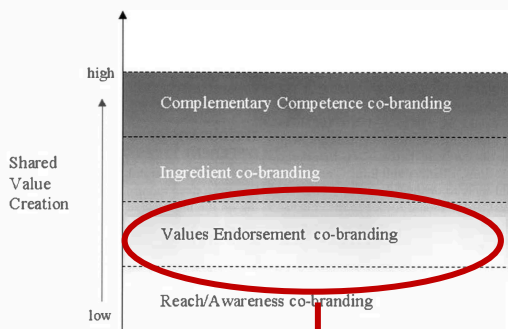 high
Complementary Competence co-branding
Shared
Value
Creation
Ingredient co-branding
Values Endorsement co-branding
Reach/Awareness co-branding
low